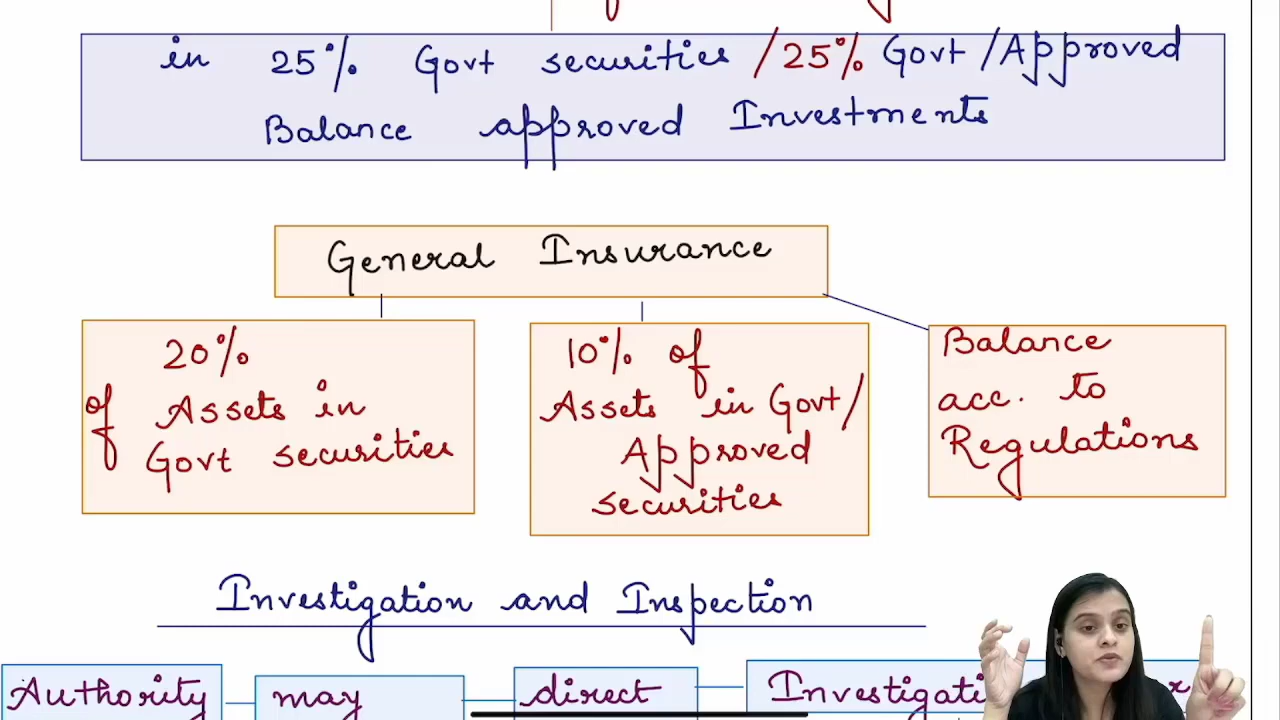 in 25% Govt securities / 25% Govt / Approved
Balance approved Investments
General Insurance
20%
of Assets in
Govt securities
10% of
Assets in Govt/
Approved
securities
Balance
acc. to
Regulations
Investigation and Inspection
Authority may direct